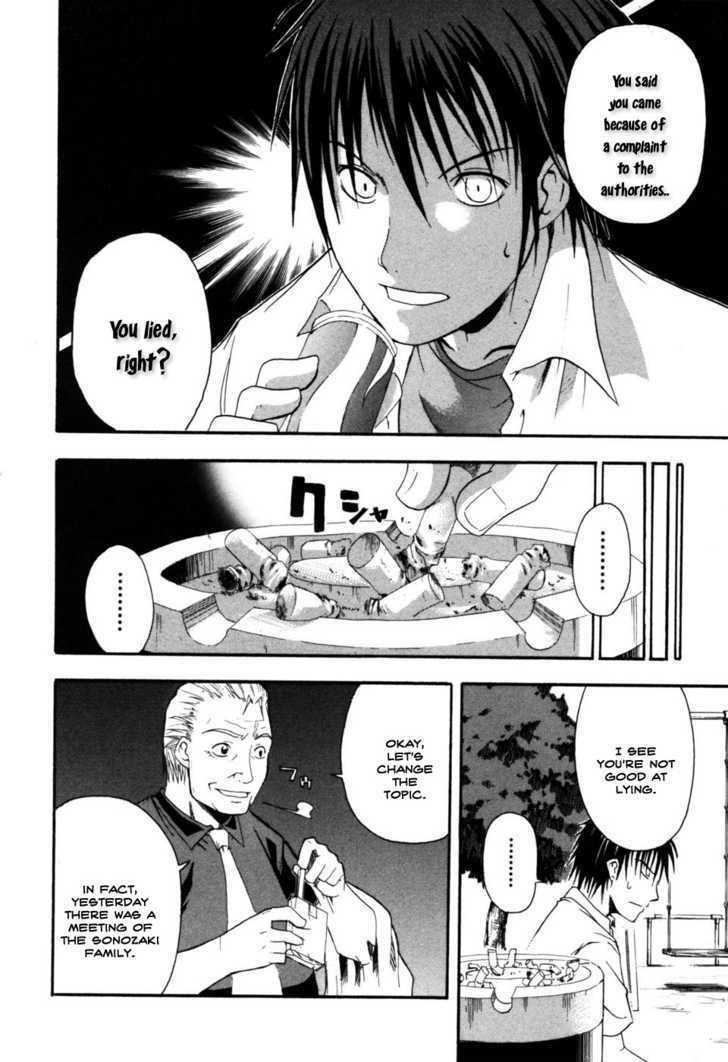 You said
you came
because of
a complaint
to the
authorities..
You lied,
right?
クシャ
.......
.......
I SEE
YOU'RE NOT
GOOD AT
LYING.
......
OKAY,
LET'S
CHANGE
THE
TOPIC.
フゥ
IN FACT,
YESTERDAY
THERE WAS A
MEETING OF
THE SONOZAKI
FAMILY.